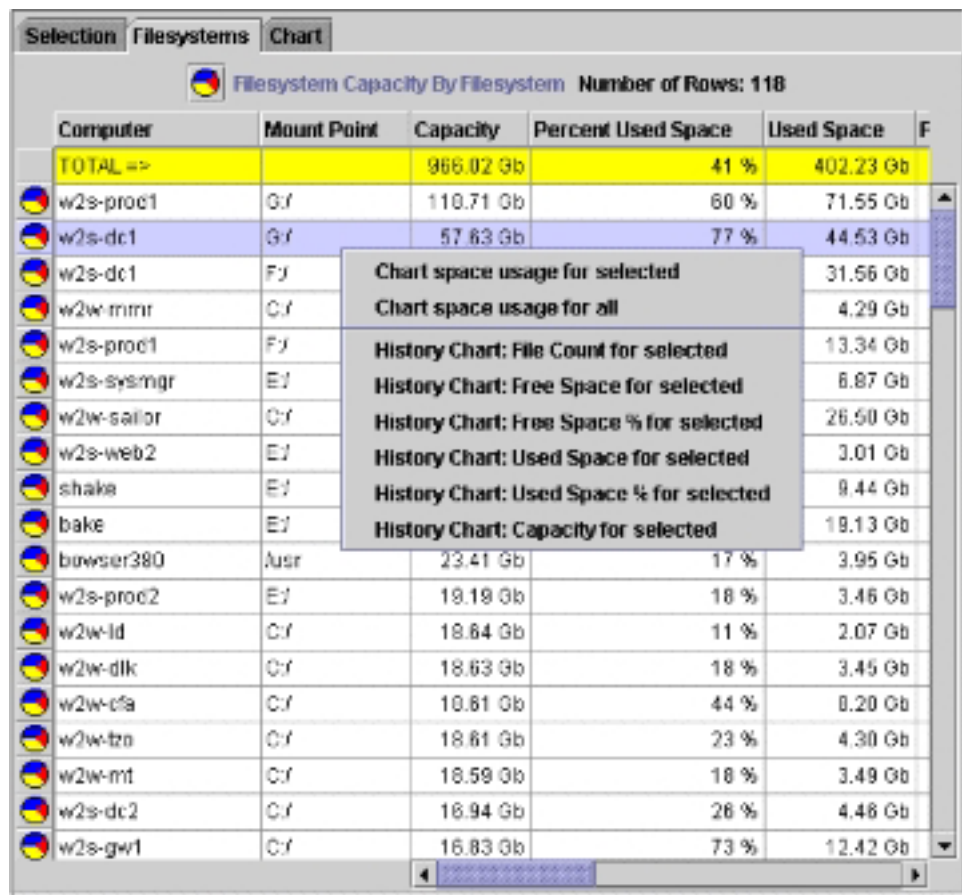 Selection Filesystems Chart
Filesystem Capacity By Filesystem Number of Rows: 118
Computer Mount Point Capacity Percent Used Space Used Space F
TOTAL => 966.02 Gb 41 % 402.23 Gb
w2s-prod1 G:/ 118.71 Gb 60 % 71.55 Gb
w2s-dc1 G:/ 57.63 Gb 77 % 44.53 Gb
w2s-dc1 F:/ 31.56 Gb
w2w-mmr C:/ 4.29 Gb
w2s-prod1 F:/ 13.34 Gb
w2s-sysmgr E:/ 6.87 Gb
w2w-sailor C:/ 26.50 Gb
w2s-web2 E:/ 3.01 Gb
shake E:/ 9.44 Gb
bake E:/ 19.13 Gb
Chart space usage for selected
Chart space usage for all
History Chart: File Count for selected
History Chart: Free Space for selected
History Chart: Free Space % for selected
History Chart: Used Space for selected
History Chart: Used Space % for selected
History Chart: Capacity for selected
bowser380 /usr 23.41 Gb 17 % 3.95 Gb
w2s-prod2 E:/ 19.19 Gb 18 % 3.46 Gb
w2w-ld C:/ 18.64 Gb 11 % 2.07 Gb
w2w-dlk C:/ 18.63 Gb 18 % 3.45 Gb
w2w-cfa C:/ 18.61 Gb 44 % 8.20 Gb
w2w-tzo C:/ 18.61 Gb 23 % 4.30 Gb
w2w-mt C:/ 18.59 Gb 18 % 3.49 Gb
w2s-dc2 C:/ 16.94 Gb 26 % 4.46 Gb
w2s-gw1 C:/ 16.83 Gb 73 % 12.42 Gb